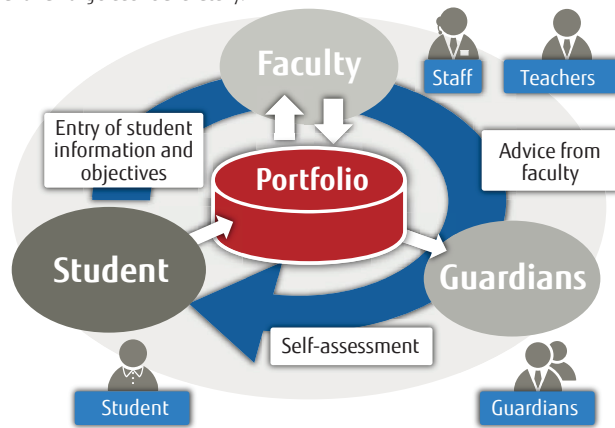 Faculty
Staff
Teachers
Entry of student
information and
objectives
Advice from
faculty
Portfolio
Student
Guardians
Self-assessment
Student
Guardians